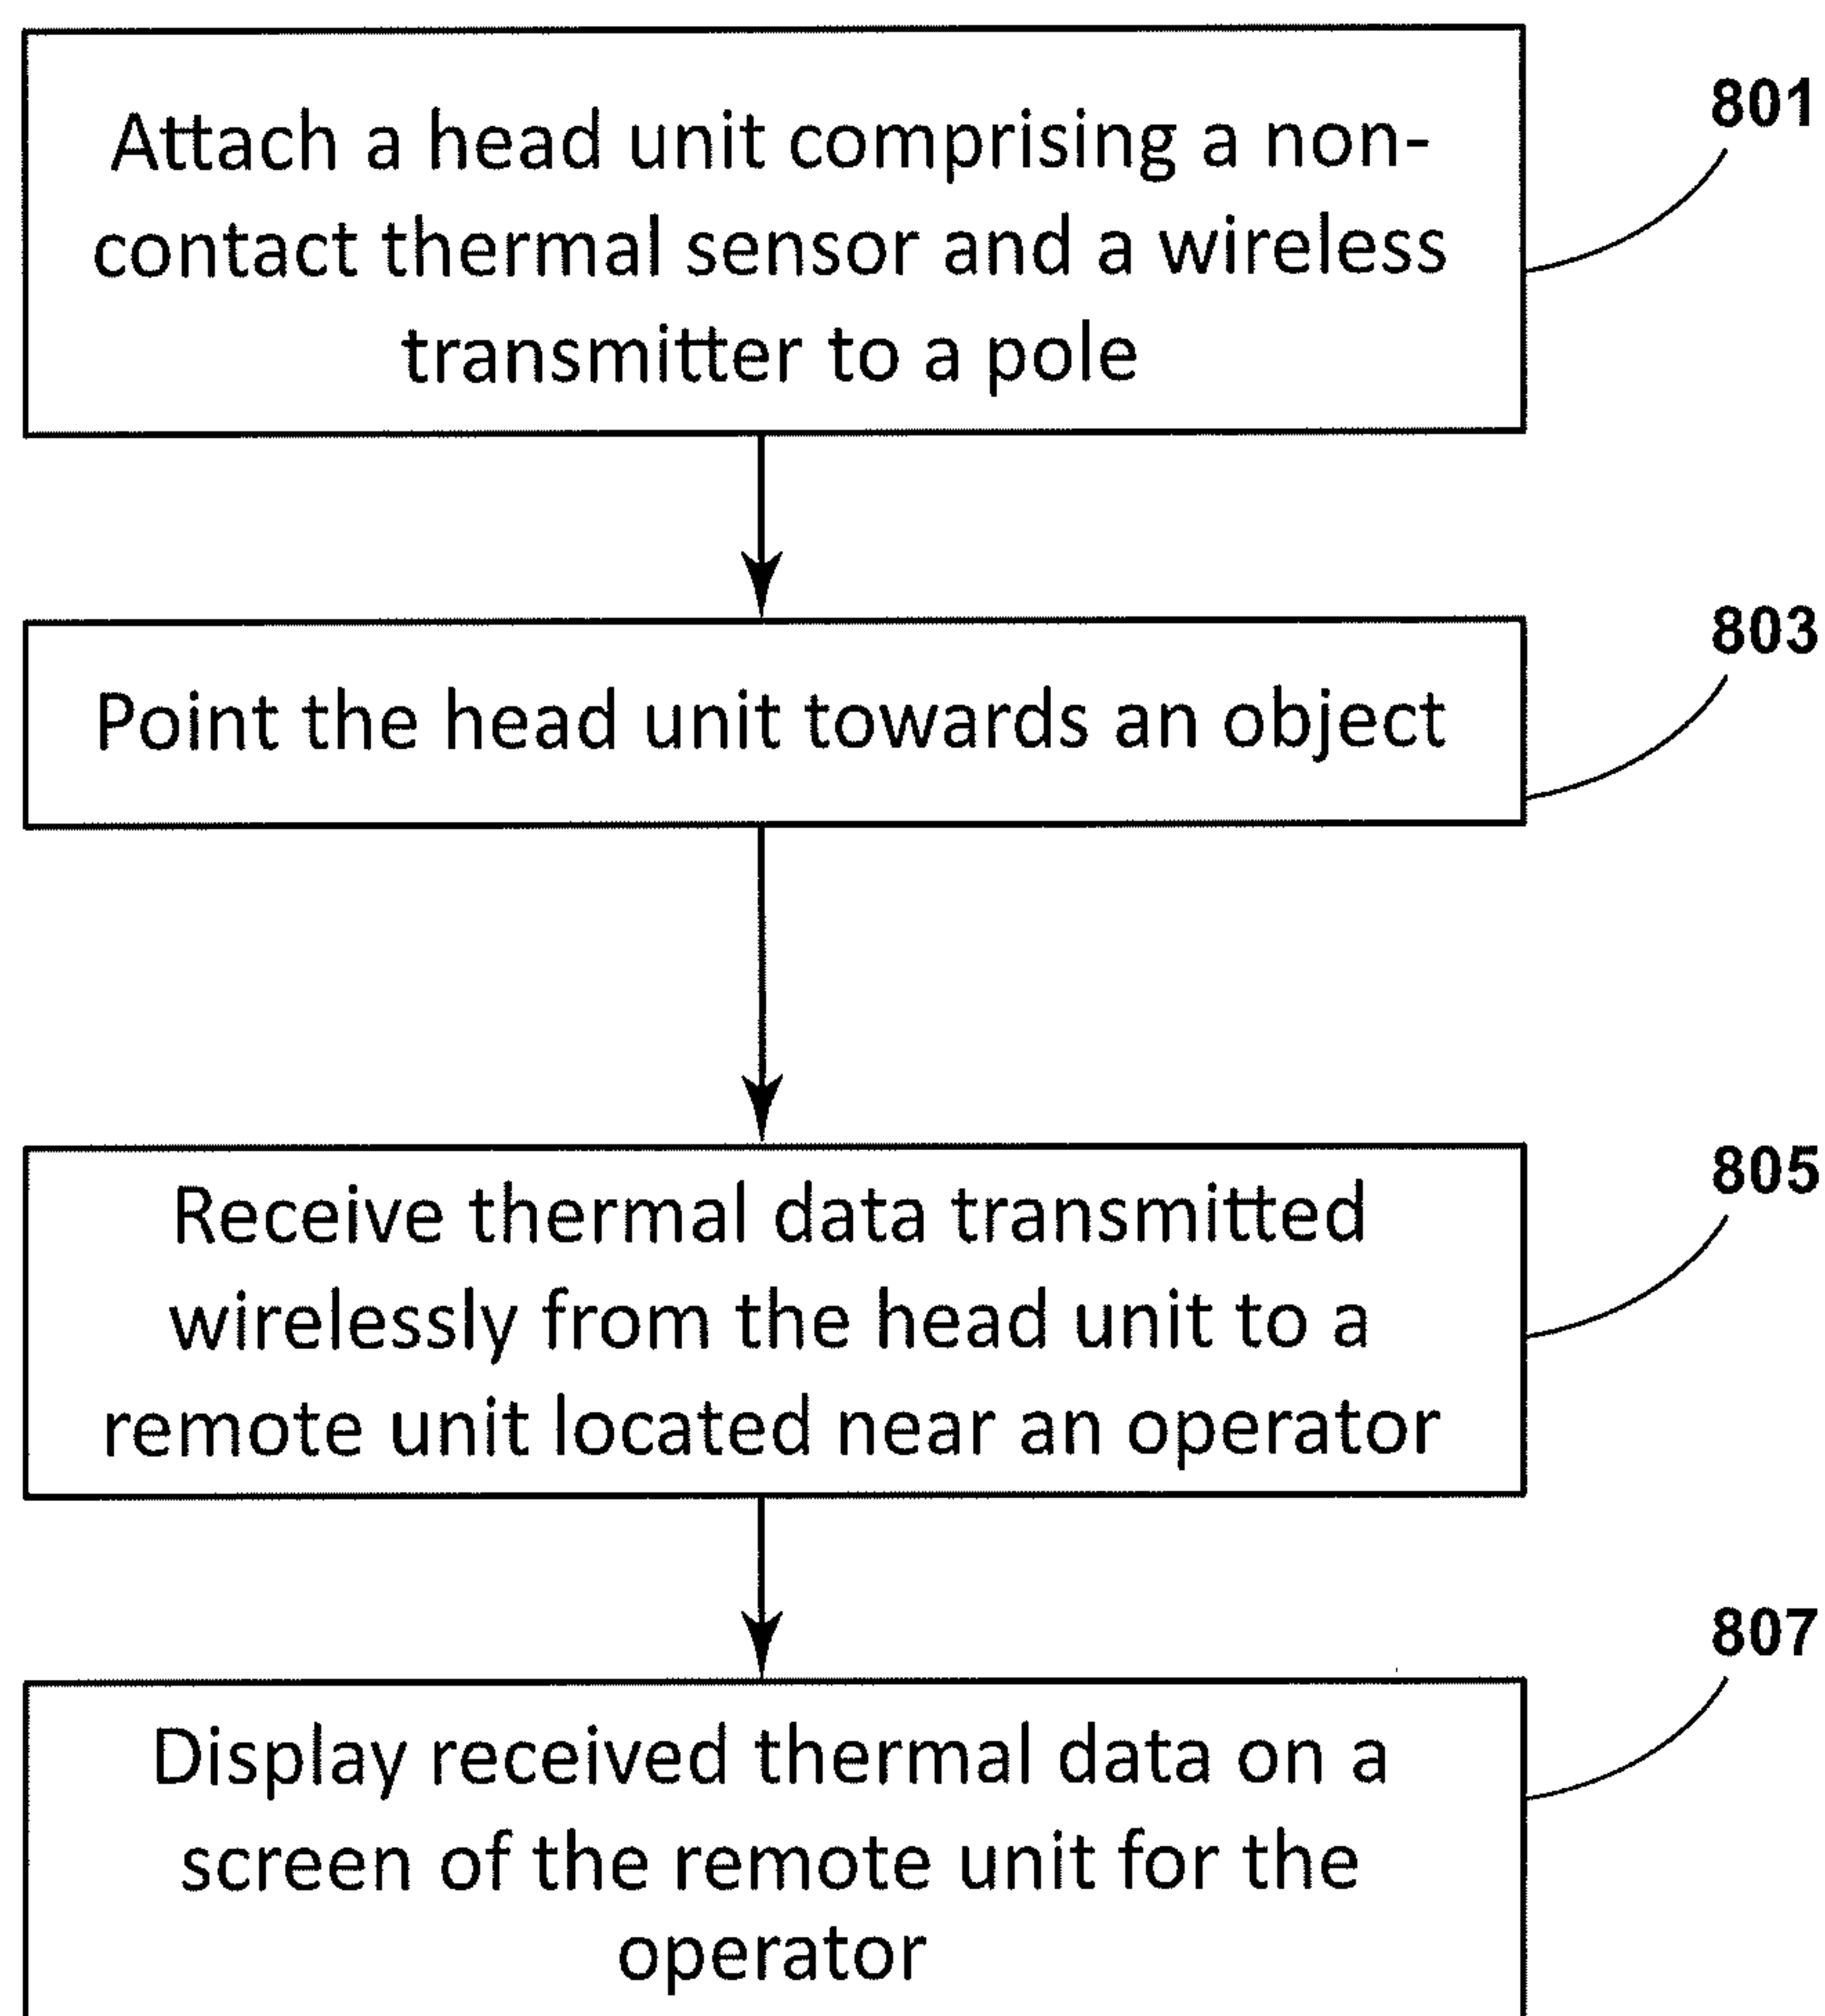 Attach a head unit comprising a non-
contact thermal sensor and a wireless
transmitter to a pole
801
Point the head unit towards an object
803
Receive thermal data transmitted
wirelessly from the head unit to a
remote unit located near an operator
805
Display received thermal data on a
screen of the remote unit for the
operator
807